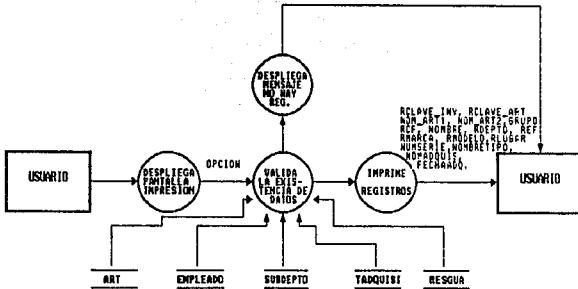 DESPLIEGA
MENSAJE
NO HAY
REG.
RCLAVE_INV, RCLAVE_ART
NOM_ART1, NOM_ART2,GRUPO
RCF, NOMBRE, RDEPTO, REF
RMARCA, RMODELO,RLUGAR
NUMSERIE,NOMBRETIPO,
NOMADQUIS,
FECHAADQ.
USUARIO
DESPLIEGA
PANTALLA
IMPRESION
OPCION
VALIDA
LA EXIS-
TENCIA DE
DATOS
IMPRIME
REGISTROS
USUARIO
ART
EMPLEADO
SUBDEPTO
TADQUISI
RESGUA